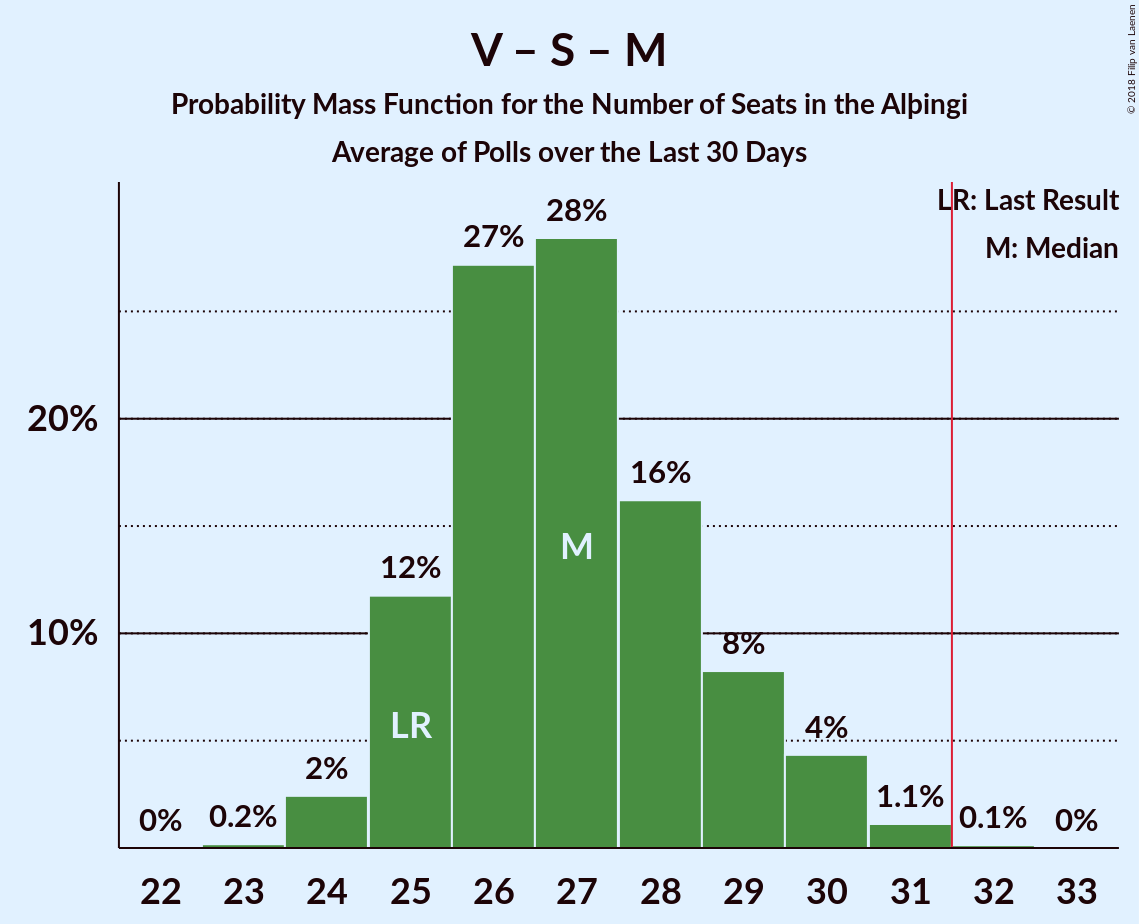 V – S – M
Probability Mass Function for the Number of Seats in the Alþingi
Average of Polls over the Last 30 Days
© 2018 Filip van Laenen
LR: Last Result
M: Median
20%
10%
0%
0.2%
2%
12%
27%
28%
16%
8%
4%
1.1%
0.1%
0%
LR
M
22 23 24 25 26 27 28 29 30 31 32 33